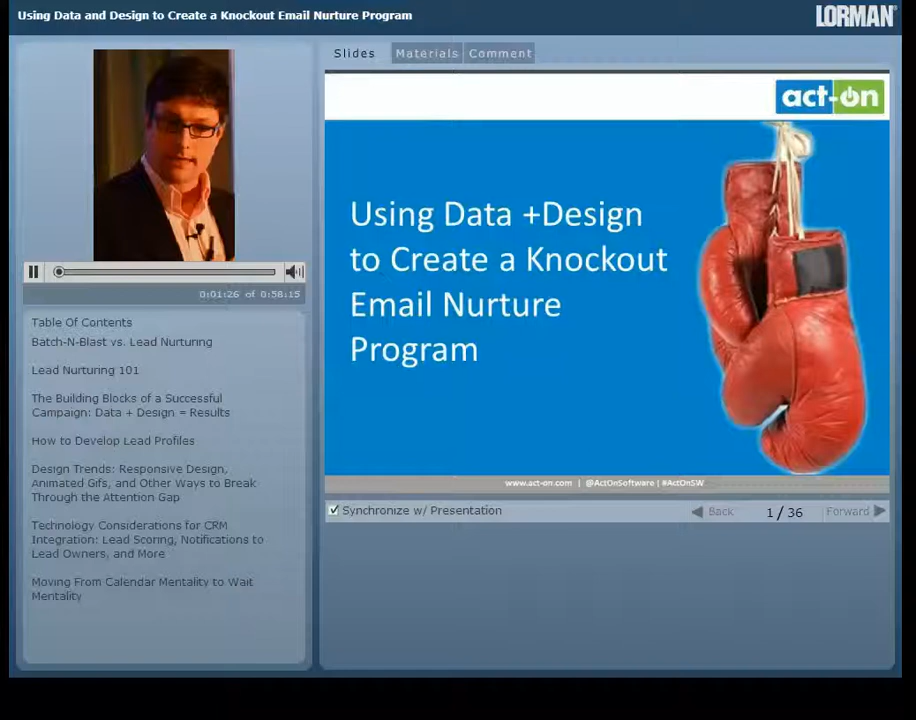 Using Data and Design to Create a Knockout Email Nurture Program
LORMAN
Slides
Materials
Comment
act-on
Using Data +Design
to Create a Knockout
Email Nurture
Program
www.act-on.com | @ActOnSoftware | #ActOnSW
0:01:26 of 0:58:15
Table Of Contents
Batch-N-Blast vs. Lead Nurturing
Lead Nurturing 101
The Building Blocks of a Successful
Campaign: Data + Design = Results
How to Develop Lead Profiles
Design Trends: Responsive Design,
Animated Gifs, and Other Ways to Break
Through the Attention Gap
Technology Considerations for CRM
Integration: Lead Scoring, Notifications to
Lead Owners, and More
Moving From Calendar Mentality to Wait
Mentality
Synchronize w/ Presentation
Back
1 / 36
Forward